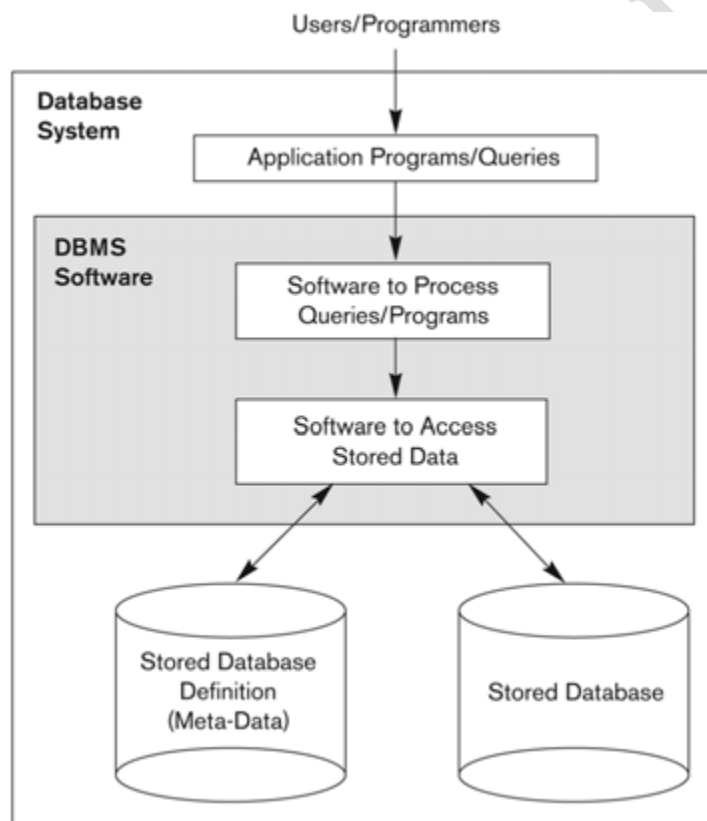 Users/Programmers
Database
System
Application Programs/Queries
DBMS
Software
Software to Process
Queries/Programs
Software to Access
Stored Data
Stored Database
Definition
(Meta-Data)
Stored Database